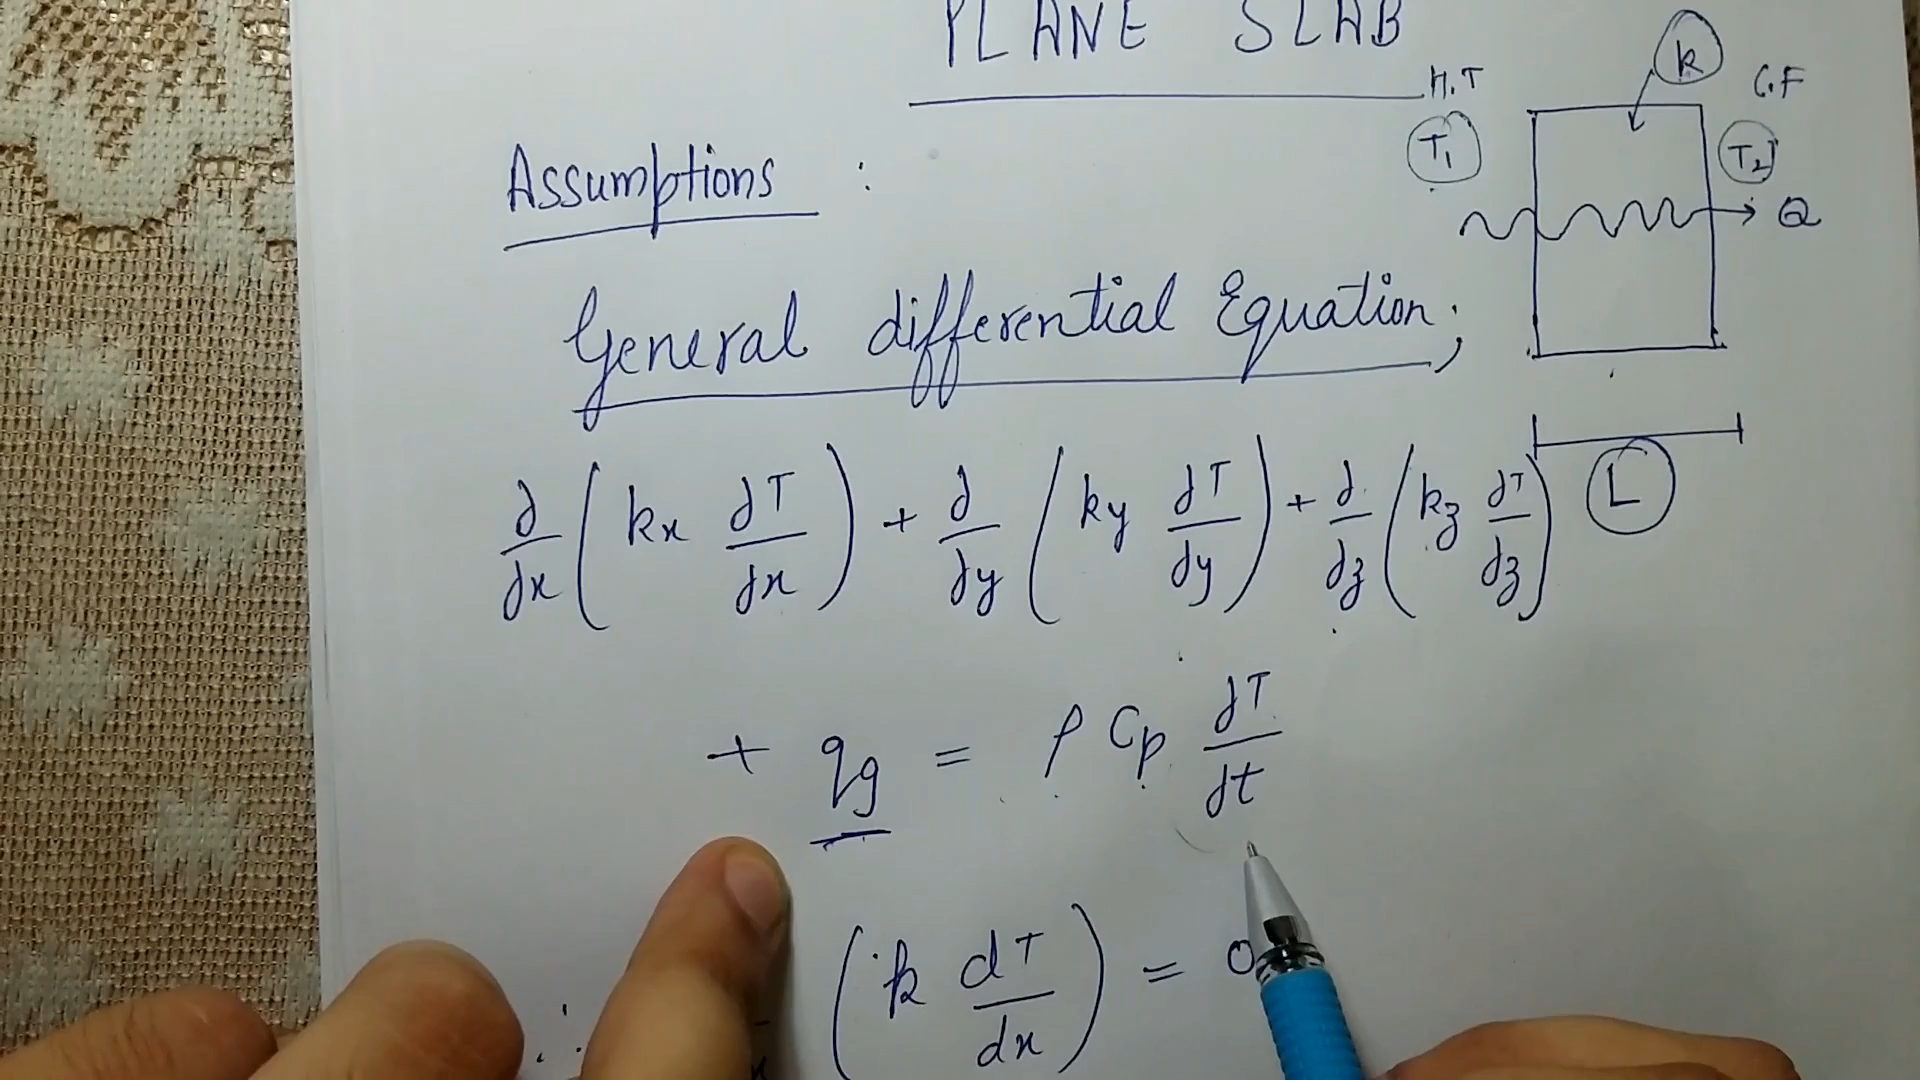 PLANE SLAB
H.T k C.F
T₁ T₂
Q
Assumptions :
General differential Equation;
∂/∂x ( kx ∂T/∂x ) + ∂/∂y ( ky ∂T/∂y ) + ∂/∂z ( kz ∂T/∂z )
L
+ qg = ρ Cp ∂T/∂t
∴ ( k dT/dx ) = 0